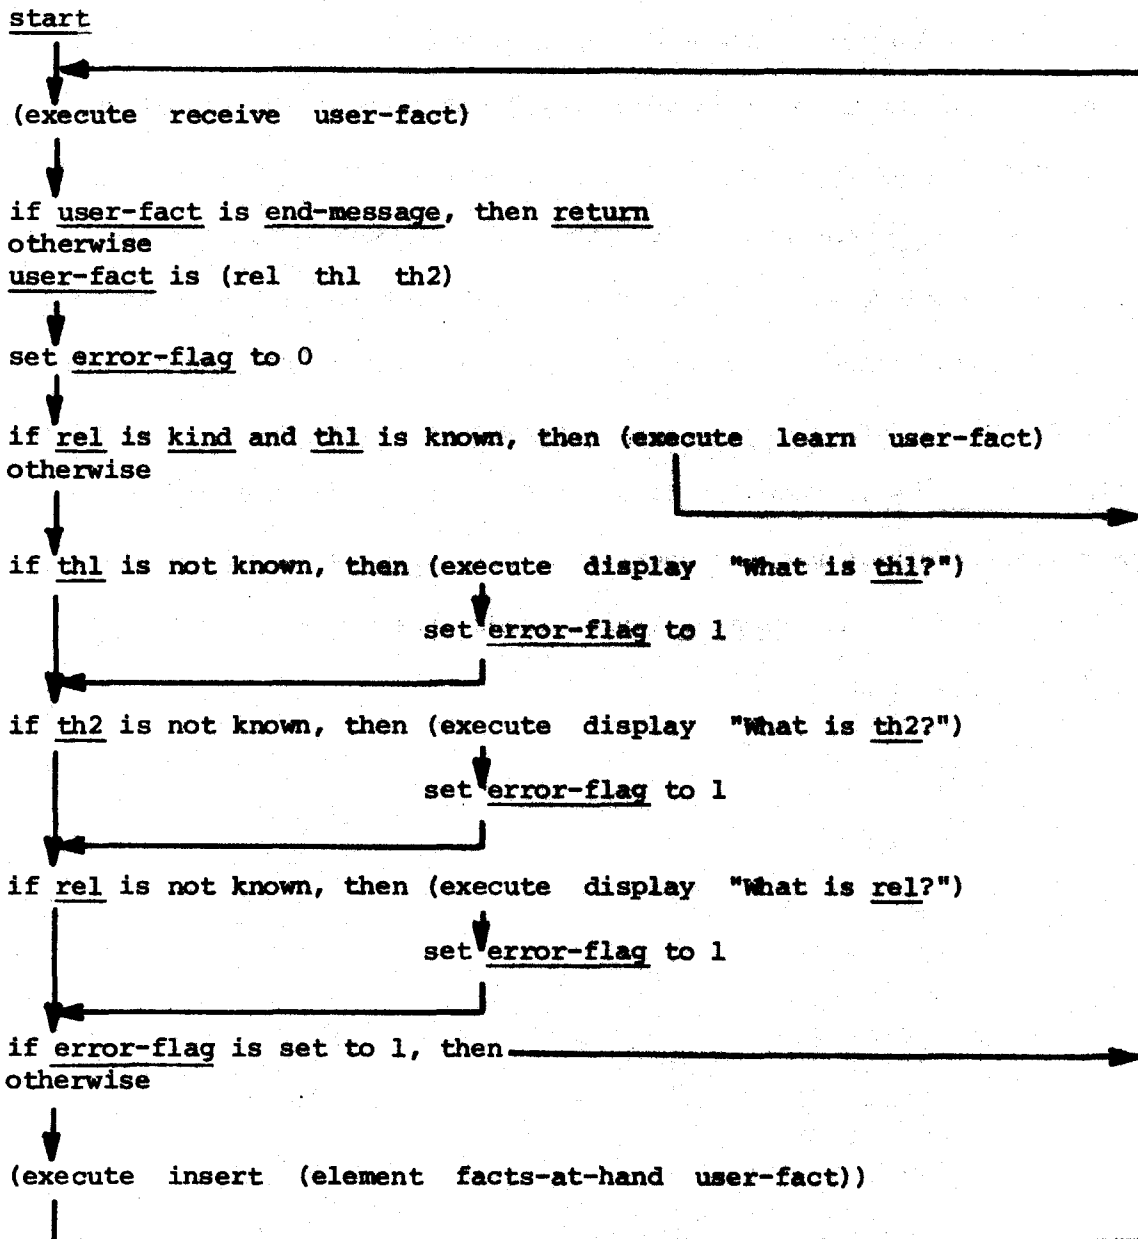 start
(execute receive user-fact)
if user-fact is end-message, then return
otherwise
user-fact is (rel th1 th2)
set error-flag to 0
if rel is kind and th1 is known, then (execute learn user-fact)
otherwise
if th1 is not known, then (execute display "What is th1?")
set error-flag to 1
if th2 is not known, then (execute display "What is th2?")
set error-flag to 1
if rel is not known, then (execute display "What is rel?")
set error-flag to 1
if error-flag is set to 1, then
otherwise
(execute insert (element facts-at-hand user-fact))